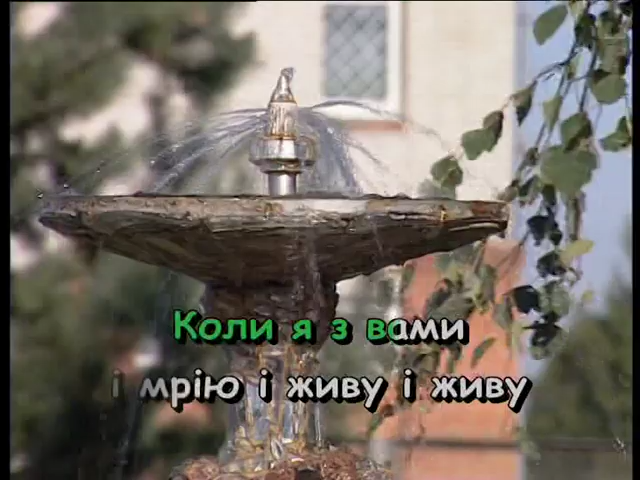 Коли я з вами
і мрію і живу і живу